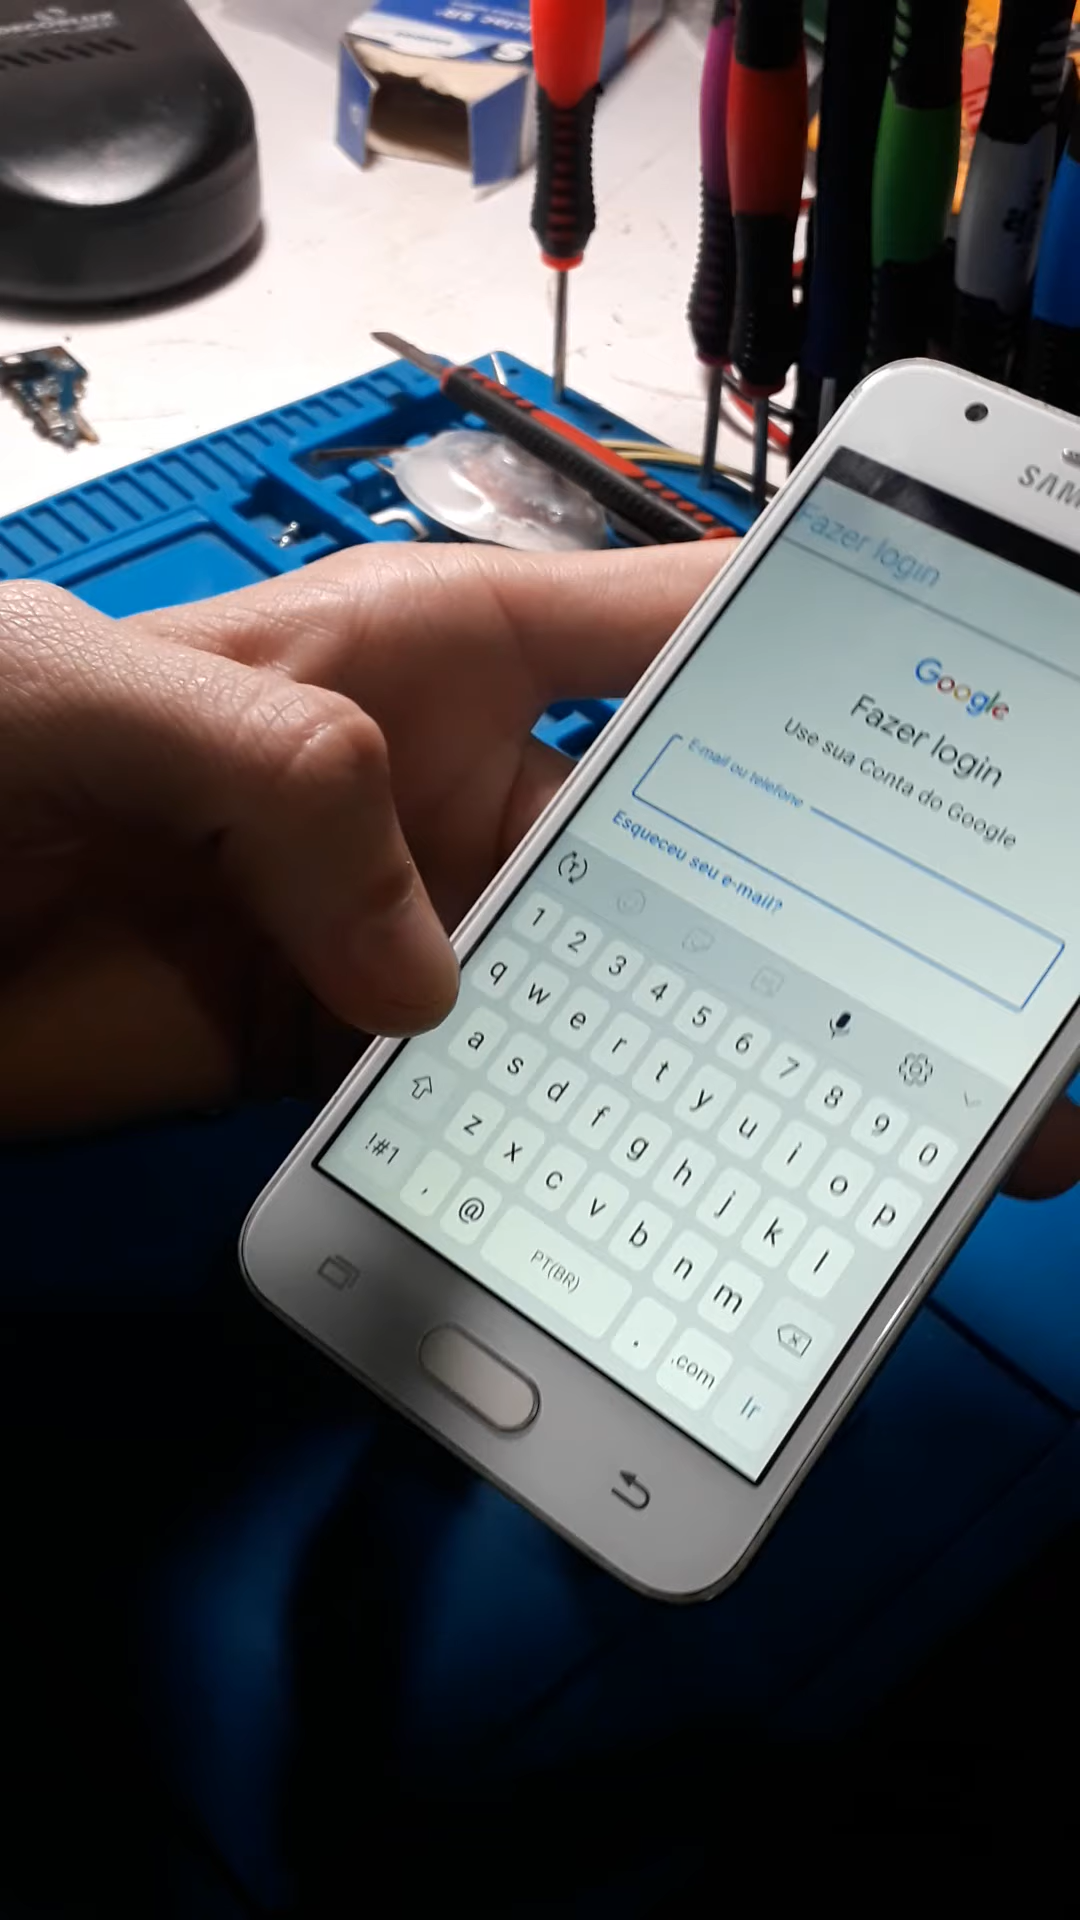 SAM
Fazer login
Google
Fazer login
Use sua Conta do Google
E-mail ou telefone
Esqueceu seu e-mail?
1 2 3 4 5 6 7 8 9 0
q w e r t y u i o p
a s d f g h j k l
z x c v b n m
!#1 , @ PT(BR) . .com Ir